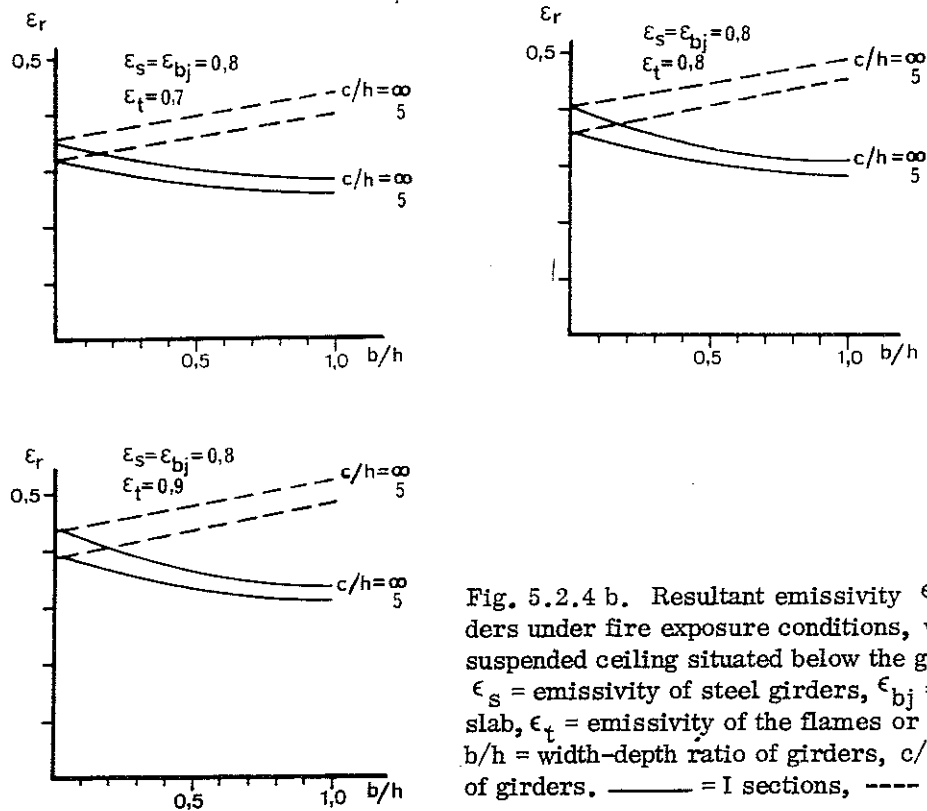 εr
0,5
εs = εbj = 0,8
εt = 0,7
c/h = ∞
5
c/h = ∞
5
0,5
1,0
b/h
εr
0,5
εs = εbj = 0,8
εt = 0,8
c/h = ∞
5
c/h = ∞
5
0,5
1,0
b/h
εr
0,5
εs = εbj = 0,8
εt = 0,9
c/h = ∞
5
c/h = ∞
5
0,5
1,0
b/h
Fig. 5.2.4 b. Resultant emissivity
ders under fire exposure conditions,
suspended ceiling situated below the
ϵs = emissivity of steel girders, ϵbj =
slab, ϵt = emissivity of the flames or
b/h = width-depth ratio of girders, c/
of girders. ——— = I sections, ----